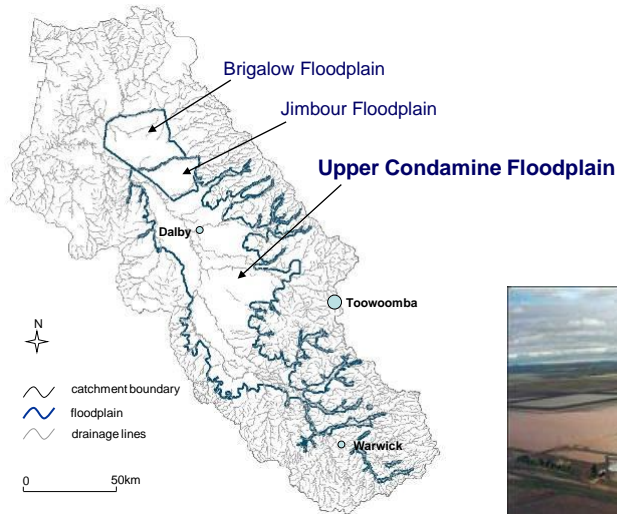 Brigalow Floodplain
Jimbour Floodplain
Upper Condamine Floodplain
Dalby
Toowoomba
N
catchment boundary
floodplain
drainage lines
Warwick
0 50km